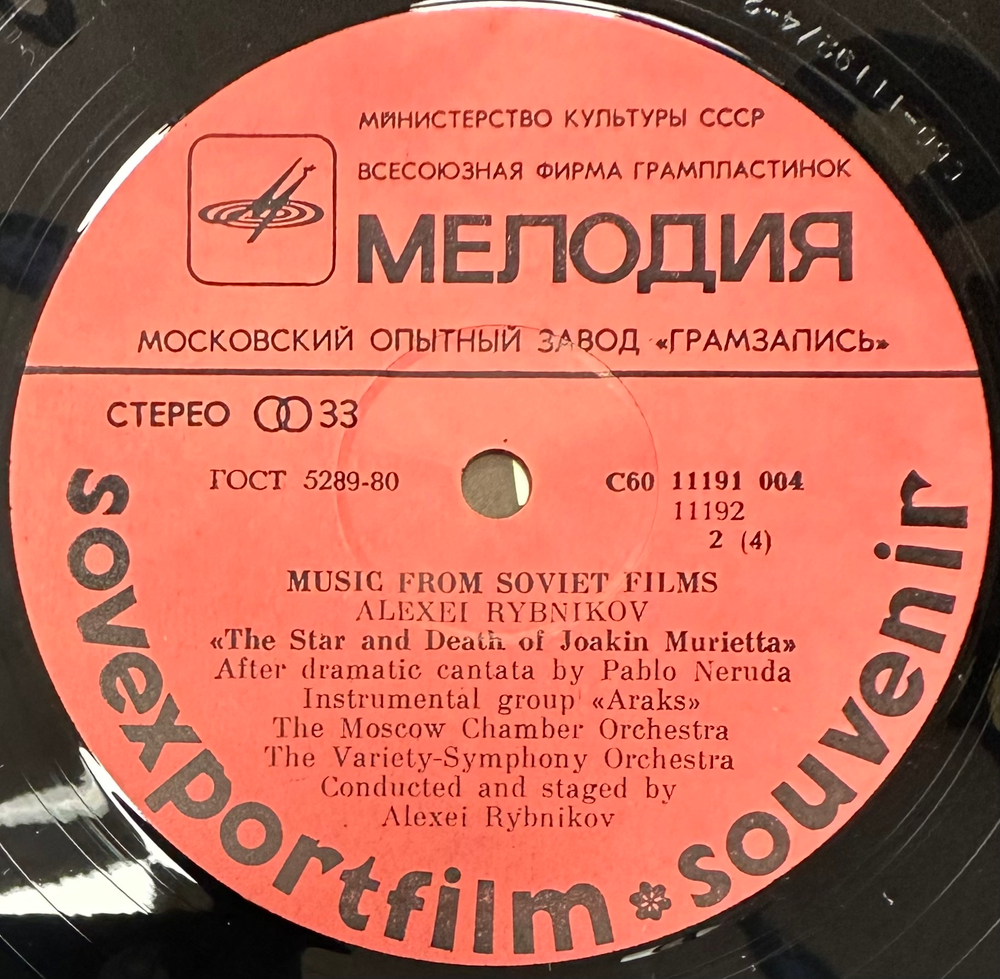 МИНИСТЕРСТВО КУЛЬТУРЫ СССР
ВСЕСОЮЗНАЯ ФИРМА ГРАМПЛАСТИНОК
МЕЛОДИЯ
МОСКОВСКИЙ ОПЫТНЫЙ ЗАВОД «ГРАМЗАПИСЬ»
СТЕРЕО 33
ГОСТ 5289-80
С60 11191 004
11192
2 (4)
MUSIC FROM SOVIET FILMS
ALEXEI RYBNIKOV
«The Star and Death of Joakin Murietta»
After dramatic cantata by Pablo Neruda
Instrumental group «Araks»
The Moscow Chamber Orchestra
The Variety-Symphony Orchestra
Conducted and staged by
Alexei Rybnikov
sovexportfilm souvenir